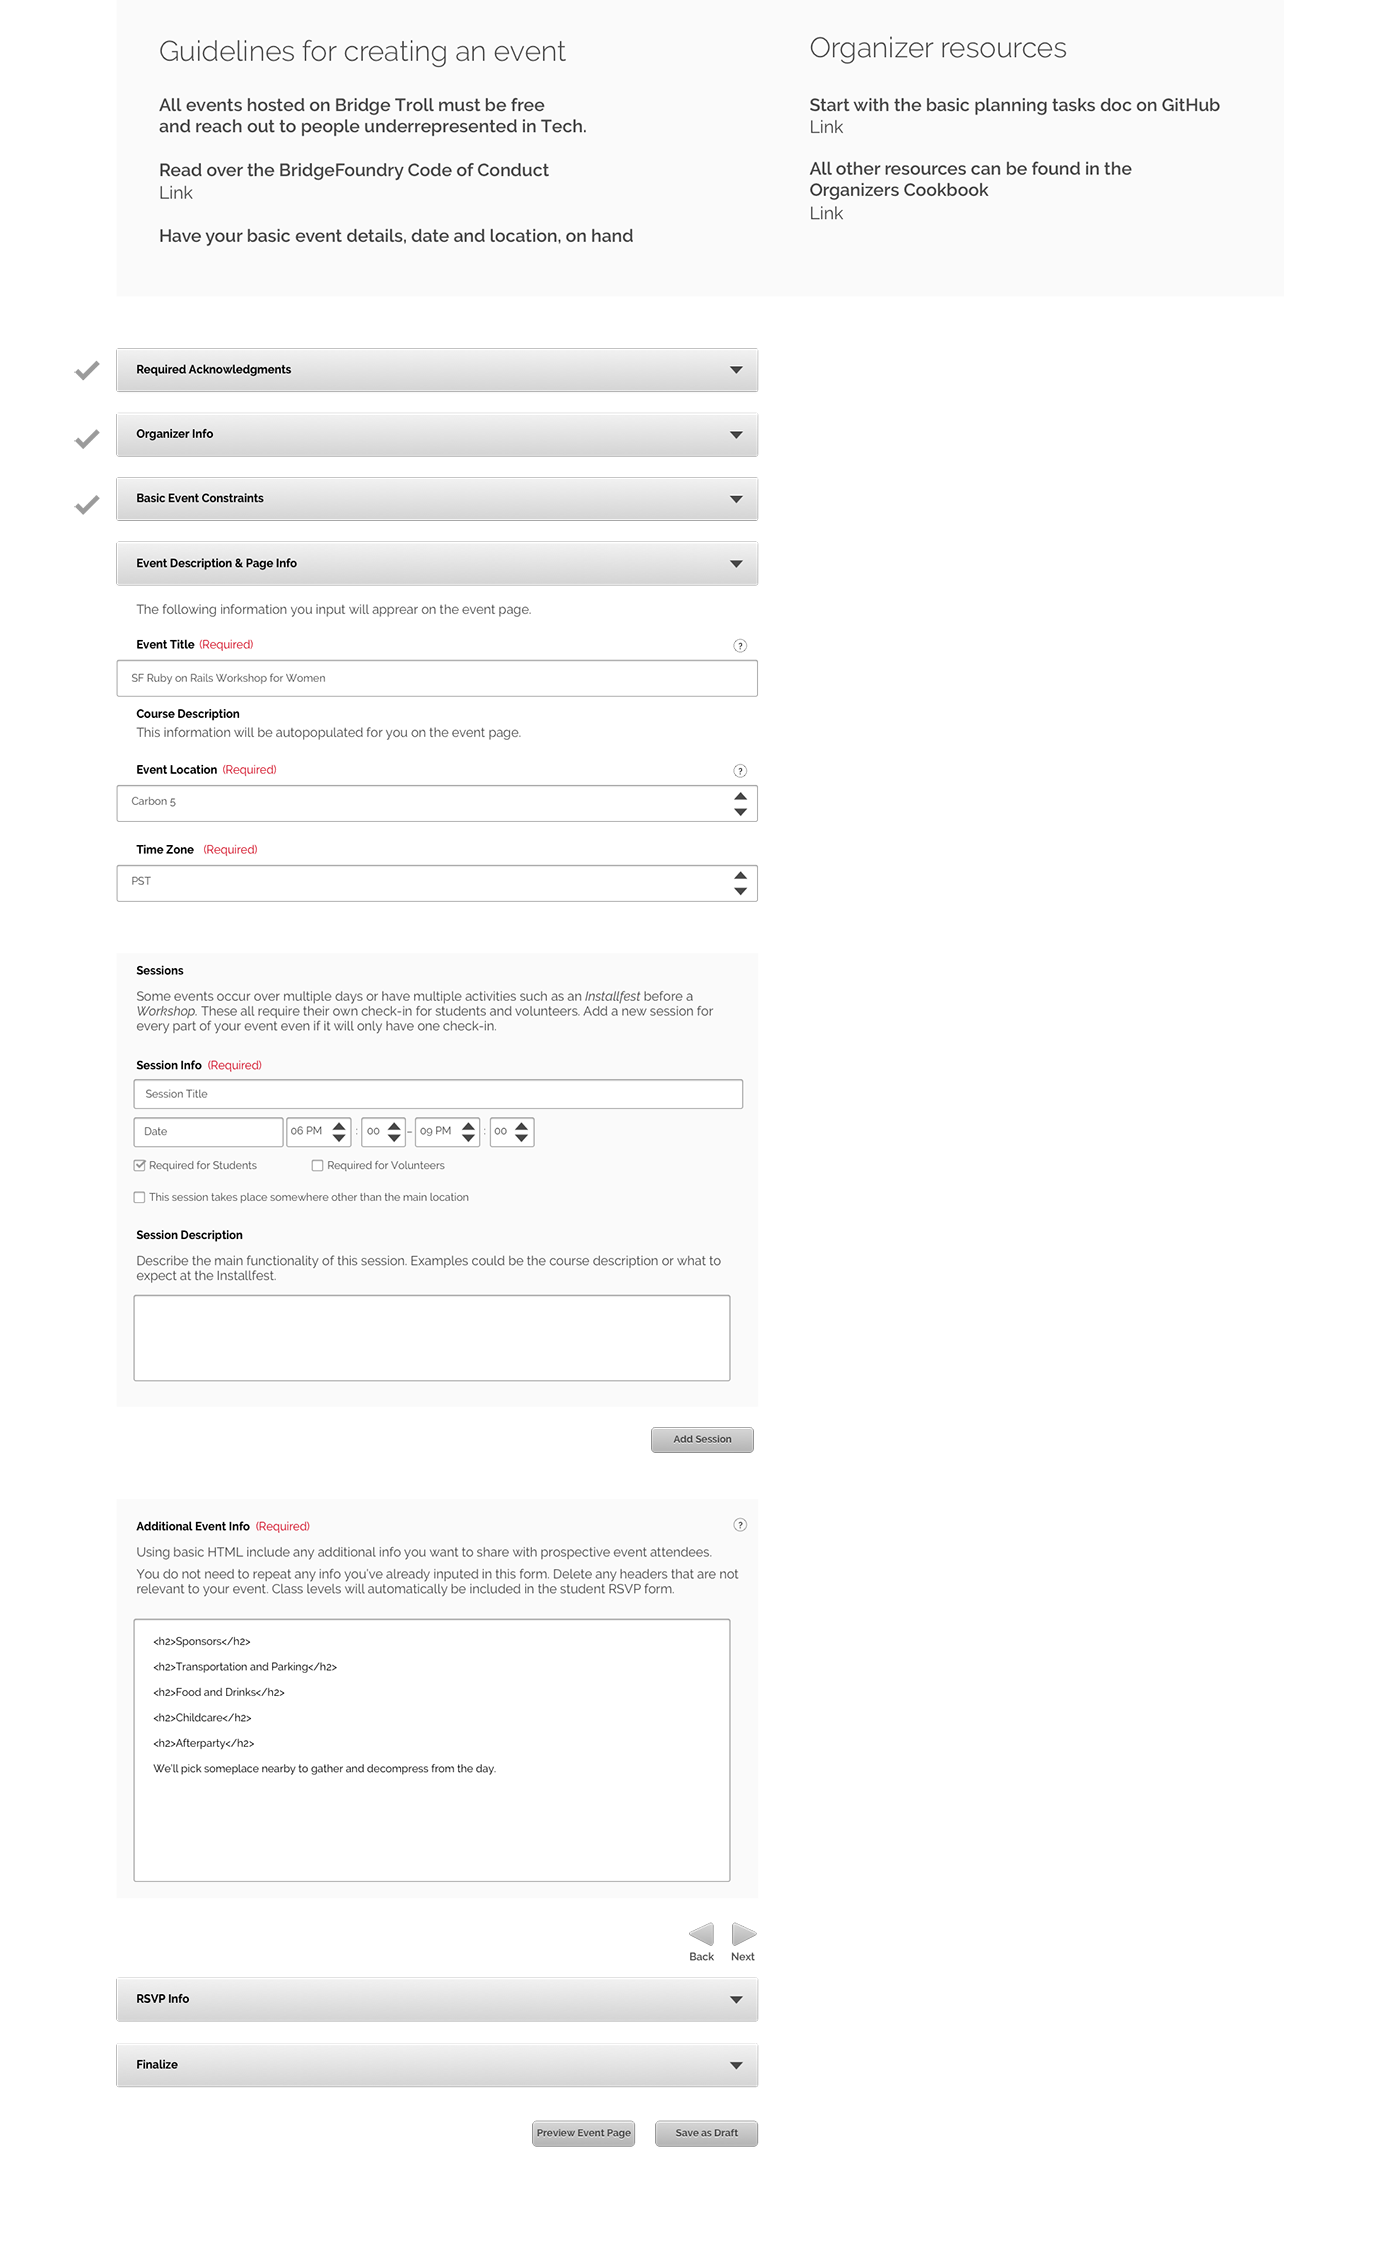 Guidelines for creating an event
All events hosted on Bridge Troll must be free
and reach out to people underrepresented in Tech.
Read over the BridgeFoundry Code of Conduct
Link
Have your basic event details, date and location, on hand
Organizer resources
Start with the basic planning tasks doc on GitHub
Link
All other resources can be found in the
Organizers Cookbook
Link
Required Acknowledgments
Organizer Info
Basic Event Constraints
Event Description & Page Info
The following information you input will apprear on the event page.
Event Title (Required)
?
SF Ruby on Rails Workshop for Women
Course Description
This information will be autopopulated for you on the event page.
Event Location (Required)
?
Carbon 5
Time Zone (Required)
PST
Sessions
Some events occur over multiple days or have multiple activities such as an Installfest before a
Workshop. These all require their own check-in for students and volunteers. Add a new session for
every part of your event even if it will only have one check-in.
Session Info (Required)
Session Title
Date 06 PM : 00 – 09 PM : 00
Required for Students Required for Volunteers
This session takes place somewhere other than the main location
Session Description
Describe the main functionality of this session. Examples could be the course description or what to
expect at the Installfest.
Add Session
Additional Event Info (Required)
?
Using basic HTML include any additional info you want to share with prospective event attendees.
You do not need to repeat any info you've already inputed in this form. Delete any headers that are not
relevant to your event. Class levels will automatically be included in the student RSVP form.
<h2>Sponsors</h2>
<h2>Transportation and Parking</h2>
<h2>Food and Drinks</h2>
<h2>Childcare</h2>
<h2>Afterparty</h2>
We'll pick someplace nearby to gather and decompress from the day.
Back Next
RSVP Info
Finalize
Preview Event Page Save as Draft